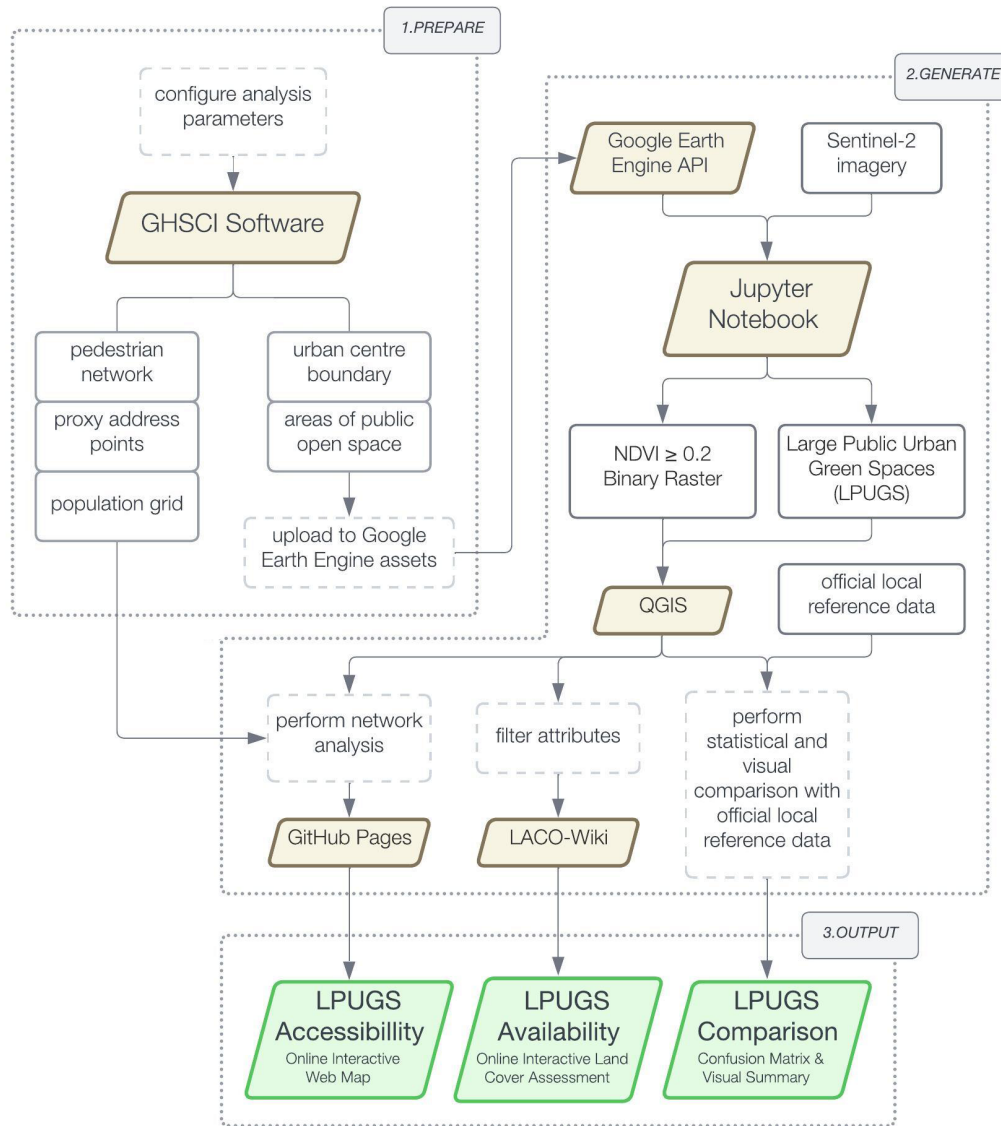 1.PREPARE
configure analysis
parameters
GHSCI Software
pedestrian
network
proxy address
points
population grid
urban centre
boundary
areas of public
open space
upload to Google
Earth Engine assets
2.GENERATE
Google Earth
Engine API
Sentinel-2
imagery
Jupyter
Notebook
NDVI ≥ 0.2
Binary Raster
Large Public Urban
Green Spaces
(LPUGS)
QGIS
official local
reference data
perform network
analysis
filter attributes
perform
statistical and
visual
comparison with
official local
reference data
GitHub Pages
LACO-Wiki
3.OUTPUT
LPUGS
Accessibillity
Online Interactive
Web Map
LPUGS
Availability
Online Interactive Land
Cover Assessment
LPUGS
Comparison
Confusion Matrix &
Visual Summary